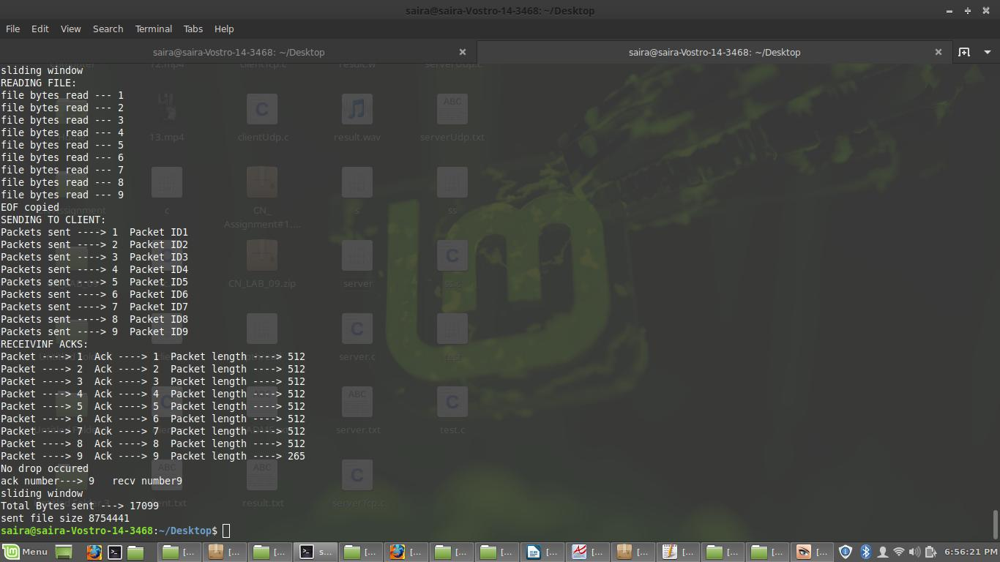 saira@saira-Vostro-14-3468: ~/Desktop
File Edit View Search Terminal Tabs Help
saira@saira-Vostro-14-3468: ~/Desktop
saira@saira-Vostro-14-3468: ~/Desktop
sliding window
READING FILE:
file bytes read --- 1
file bytes read --- 2
file bytes read --- 3
file bytes read --- 4
file bytes read --- 5
file bytes read --- 6
file bytes read --- 7
file bytes read --- 8
file bytes read --- 9
EOF copied
SENDING TO CLIENT:
Packets sent ----> 1  Packet ID1
Packets sent ----> 2  Packet ID2
Packets sent ----> 3  Packet ID3
Packets sent ----> 4  Packet ID4
Packets sent ----> 5  Packet ID5
Packets sent ----> 6  Packet ID6
Packets sent ----> 7  Packet ID7
Packets sent ----> 8  Packet ID8
Packets sent ----> 9  Packet ID9
RECEIVINF ACKS:
Packet ----> 1  Ack ----> 1  Packet length ----> 512
Packet ----> 2  Ack ----> 2  Packet length ----> 512
Packet ----> 3  Ack ----> 3  Packet length ----> 512
Packet ----> 4  Ack ----> 4  Packet length ----> 512
Packet ----> 5  Ack ----> 5  Packet length ----> 512
Packet ----> 6  Ack ----> 6  Packet length ----> 512
Packet ----> 7  Ack ----> 7  Packet length ----> 512
Packet ----> 8  Ack ----> 8  Packet length ----> 512
Packet ----> 9  Ack ----> 9  Packet length ----> 265
No drop occured
ack number---> 9   recv number9
sliding window
Total Bytes sent ---> 17099
sent file size 8754441
saira@saira-Vostro-14-3468:~/Desktop$
12.mp4 clientTcp.c result.w serverUdp.c
13.mp4 clientUdp.c result.wav serverUdp.txt
c CN_ Assignment#1.... s ss
CN_LAB_09.zip server ss.c
server.c test
server.txt test.c
result.txt serverTcp.c
Menu [... [... [... s... [... [... [... [... [... [... [... [... [... [... [... 6:56:21 PM